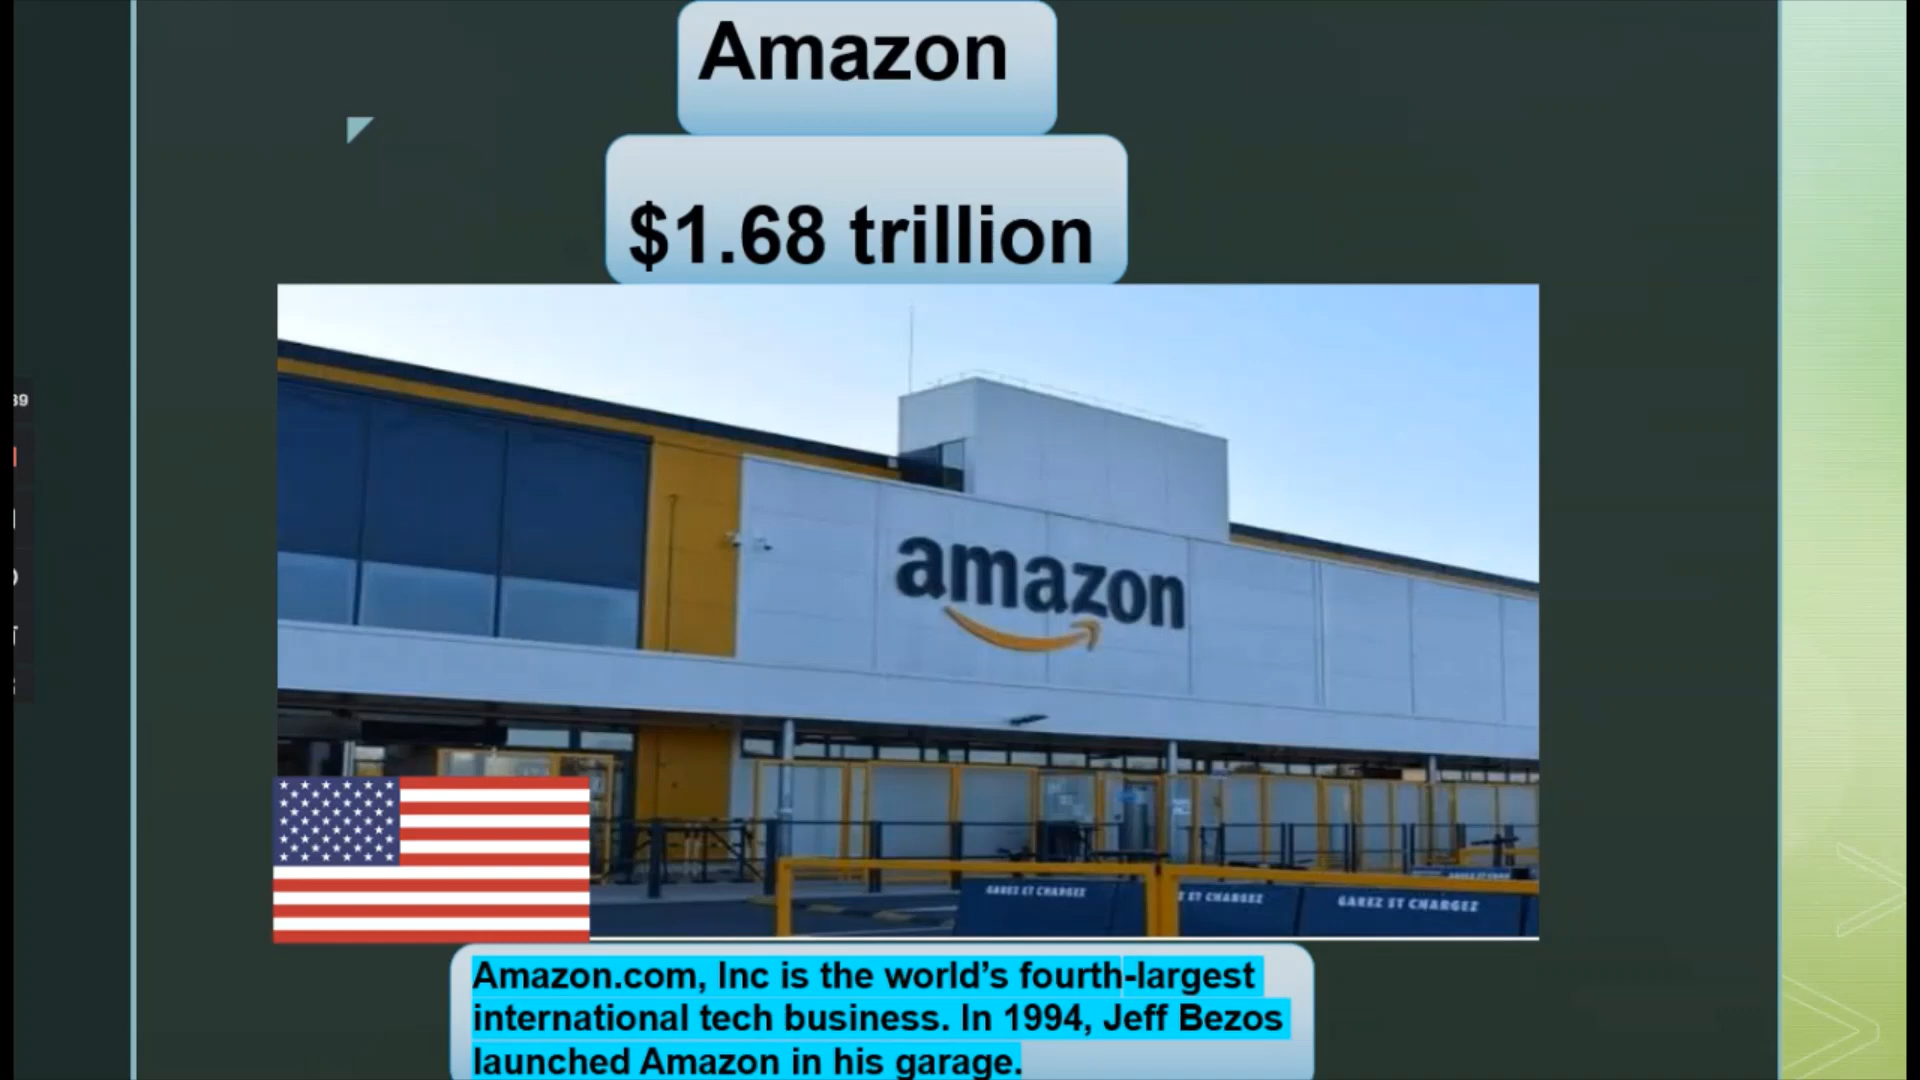 Amazon
$1.68 trillion
39
amazon
GAREZ ET CHARGEZ
ET CHARGEZ
GAREZ ET CHARGEZ
Amazon.com, Inc is the world’s fourth-largest
international tech business. In 1994, Jeff Bezos
launched Amazon in his garage.